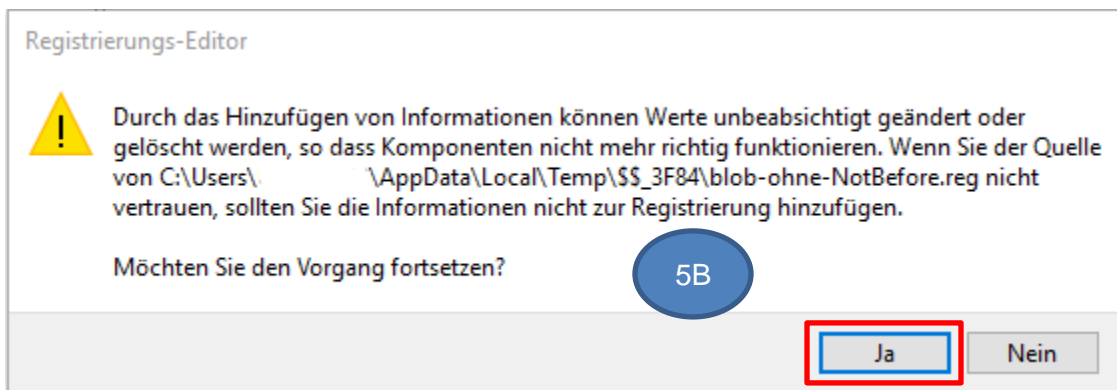 Registrierungs-Editor
Durch das Hinzufügen von Informationen können Werte unbeabsichtigt geändert oder
gelöscht werden, so dass Komponenten nicht mehr richtig funktionieren. Wenn Sie der Quelle
von C:\Users\ \AppData\Local\Temp\$$_3F84\blob-ohne-NotBefore.reg nicht
vertrauen, sollten Sie die Informationen nicht zur Registrierung hinzufügen.
Möchten Sie den Vorgang fortsetzen?
5B
Ja Nein